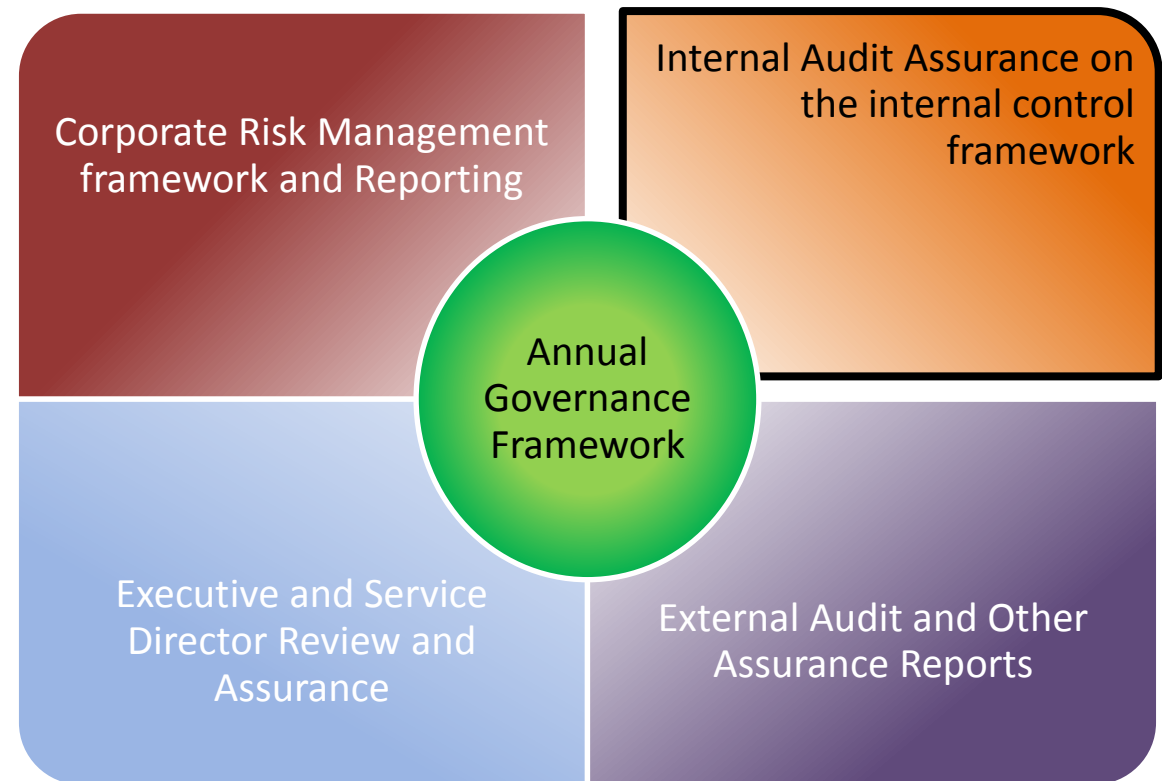 Corporate Risk Management
framework and Reporting
Internal Audit Assurance on
the internal control
framework
Annual
Governance
Framework
Executive and Service
Director Review and
Assurance
External Audit and Other
Assurance Reports